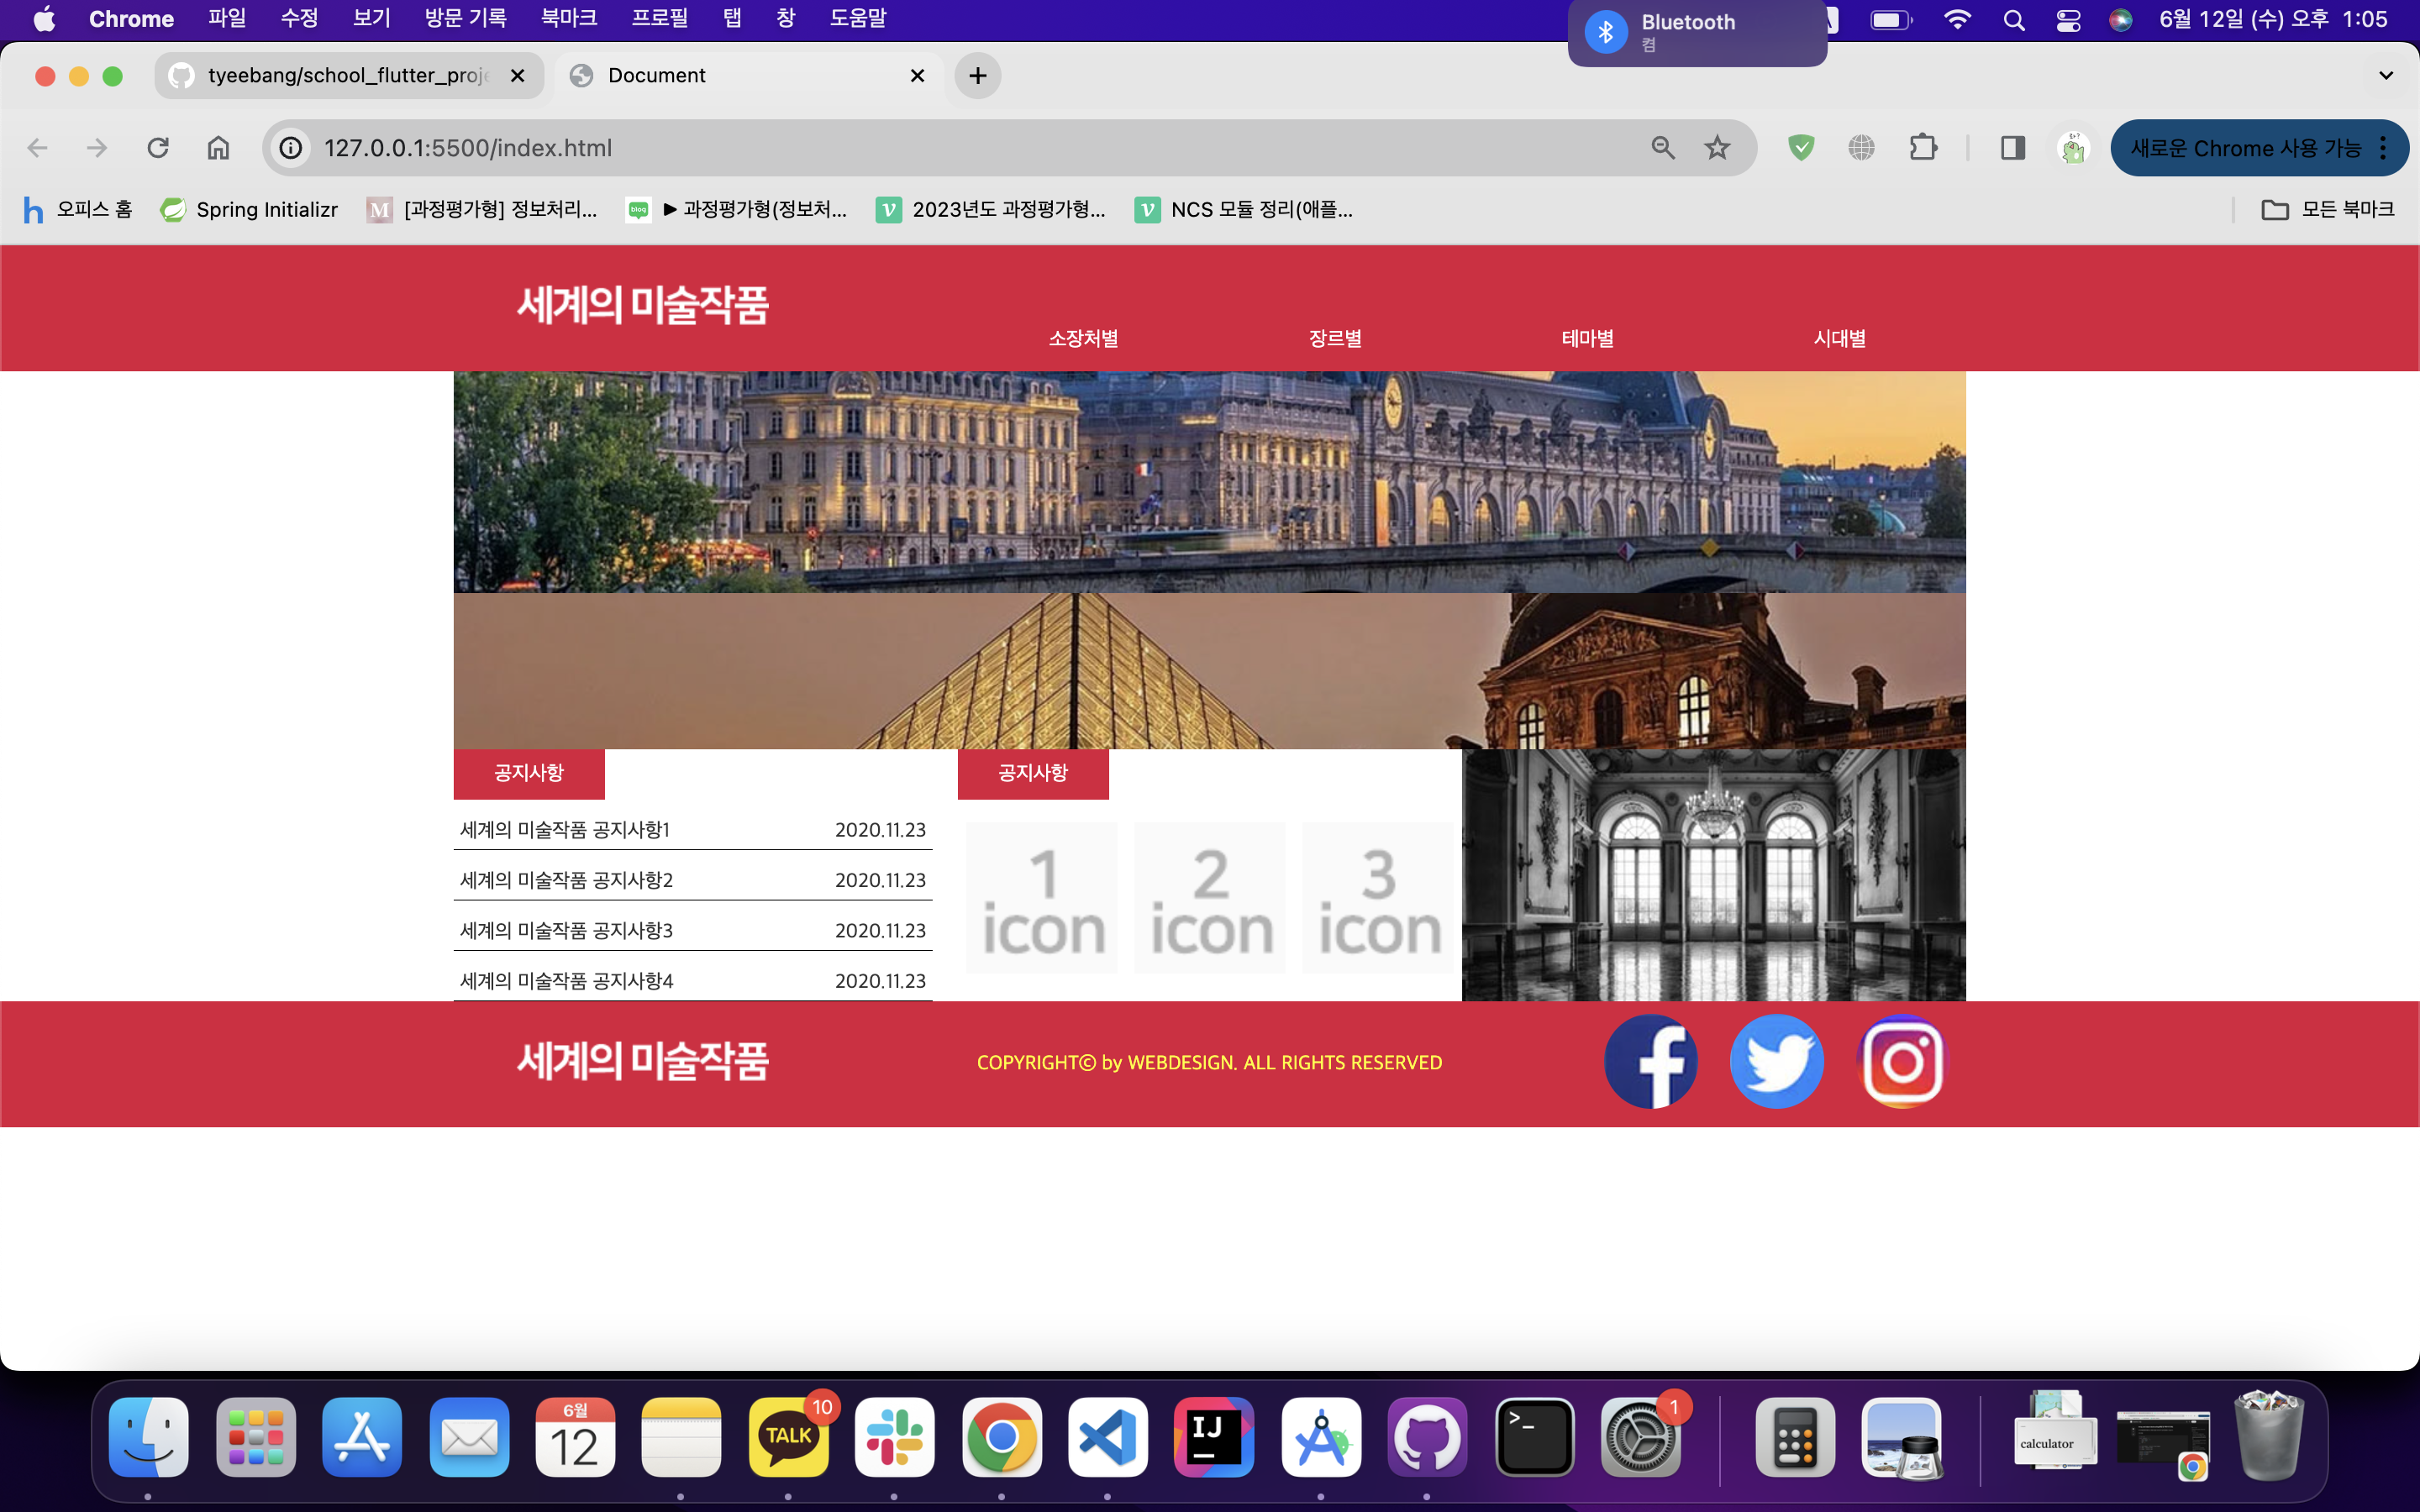 Chrome 파일 수정 보기 방문 기록 북마크 프로필 탭 창 도움말
Bluetooth
켬
6월 12일 (수) 오후 1:05
tyeebang/school_flutter_proje
Document
127.0.0.1:5500/index.html
새로운 Chrome 사용 가능
오피스 홈
Spring Initializr
[과정평가형] 정보처리...
▶ 과정평가형(정보처...
2023년도 과정평가형...
NCS 모듈 정리(애플...
모든 북마크
세계의 미술작품
소장처별 장르별 테마별 시대별
공지사항
세계의 미술작품 공지사항1 2020.11.23
세계의 미술작품 공지사항2 2020.11.23
세계의 미술작품 공지사항3 2020.11.23
세계의 미술작품 공지사항4 2020.11.23
공지사항
1 icon
2 icon
3 icon
세계의 미술작품
COPYRIGHT© by WEBDESIGN. ALL RIGHTS RESERVED
6월
12
TALK
10
IJ
>_
1
calculator